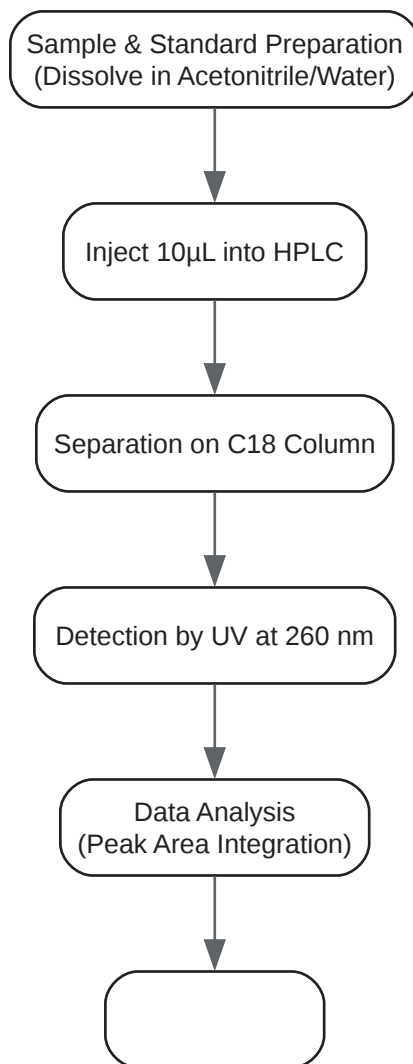 Sample & Standard Preparation
(Dissolve in Acetonitrile/Water)
Inject 10µL into HPLC
Separation on C18 Column
Detection by UV at 260 nm
Data Analysis
(Peak Area Integration)